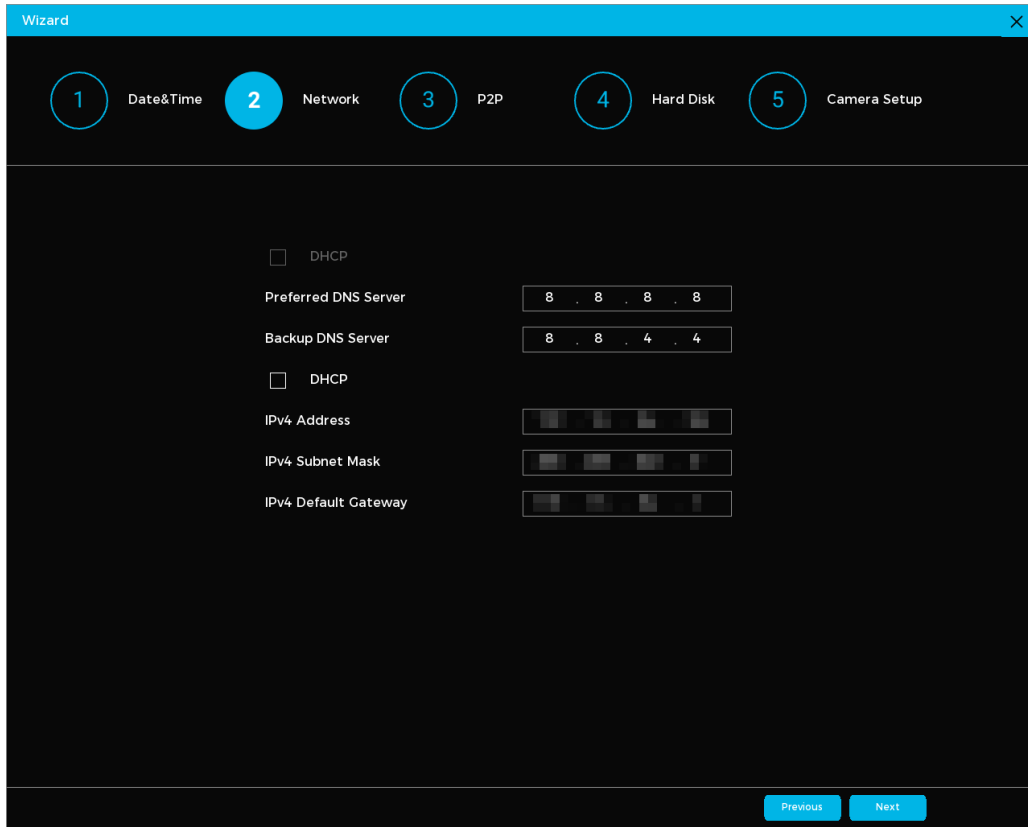 Wizard
1 Date&Time 2 Network 3 P2P 4 Hard Disk 5 Camera Setup
DHCP
Preferred DNS Server 8 . 8 . 8 . 8
Backup DNS Server 8 . 8 . 4 . 4
DHCP
IPv4 Address
IPv4 Subnet Mask
IPv4 Default Gateway
Previous Next